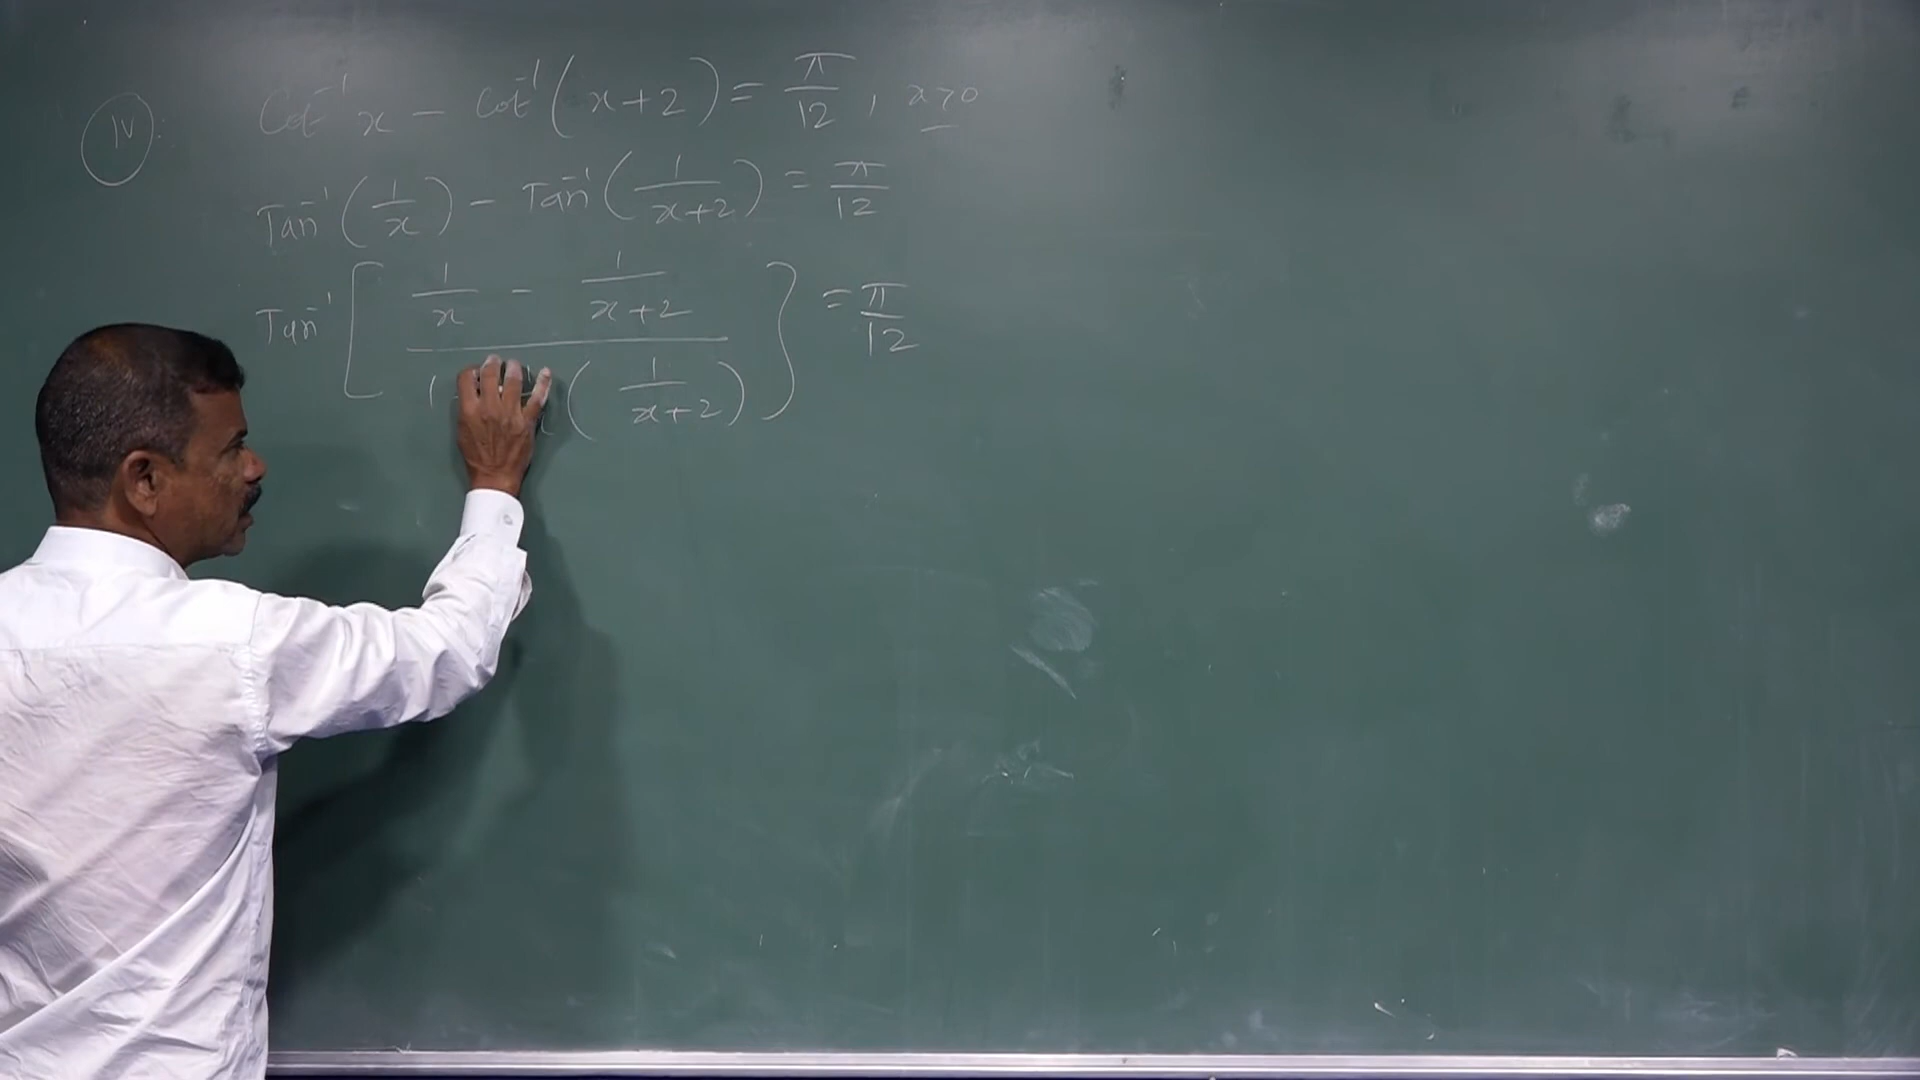 IV: Cot⁻¹x − Cot⁻¹(x+2) = π/12, x>0
Tan⁻¹(1/x) − Tan⁻¹(1/(x+2)) = π/12
Tan⁻¹[(1/x − 1/(x+2))/(1 (1/(x+2)))] = π/12